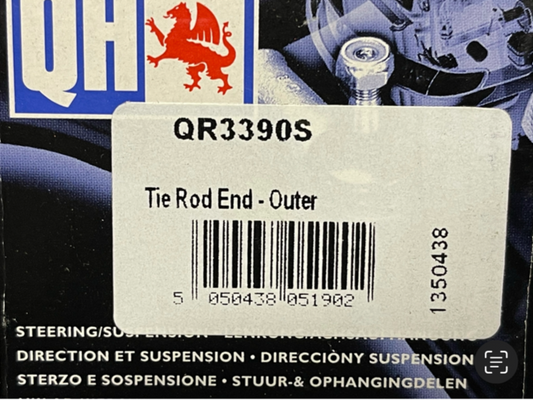 QH
QR3390S
Tie Rod End - Outer
5 050438 051902
1350438
STEERING/SUSPENSION
DIRECTION ET SUSPENSION • DIRECCIÒNY SUSPENSION
STERZO E SOSPENSIONE • STUUR-& OPHANGINGDELEN